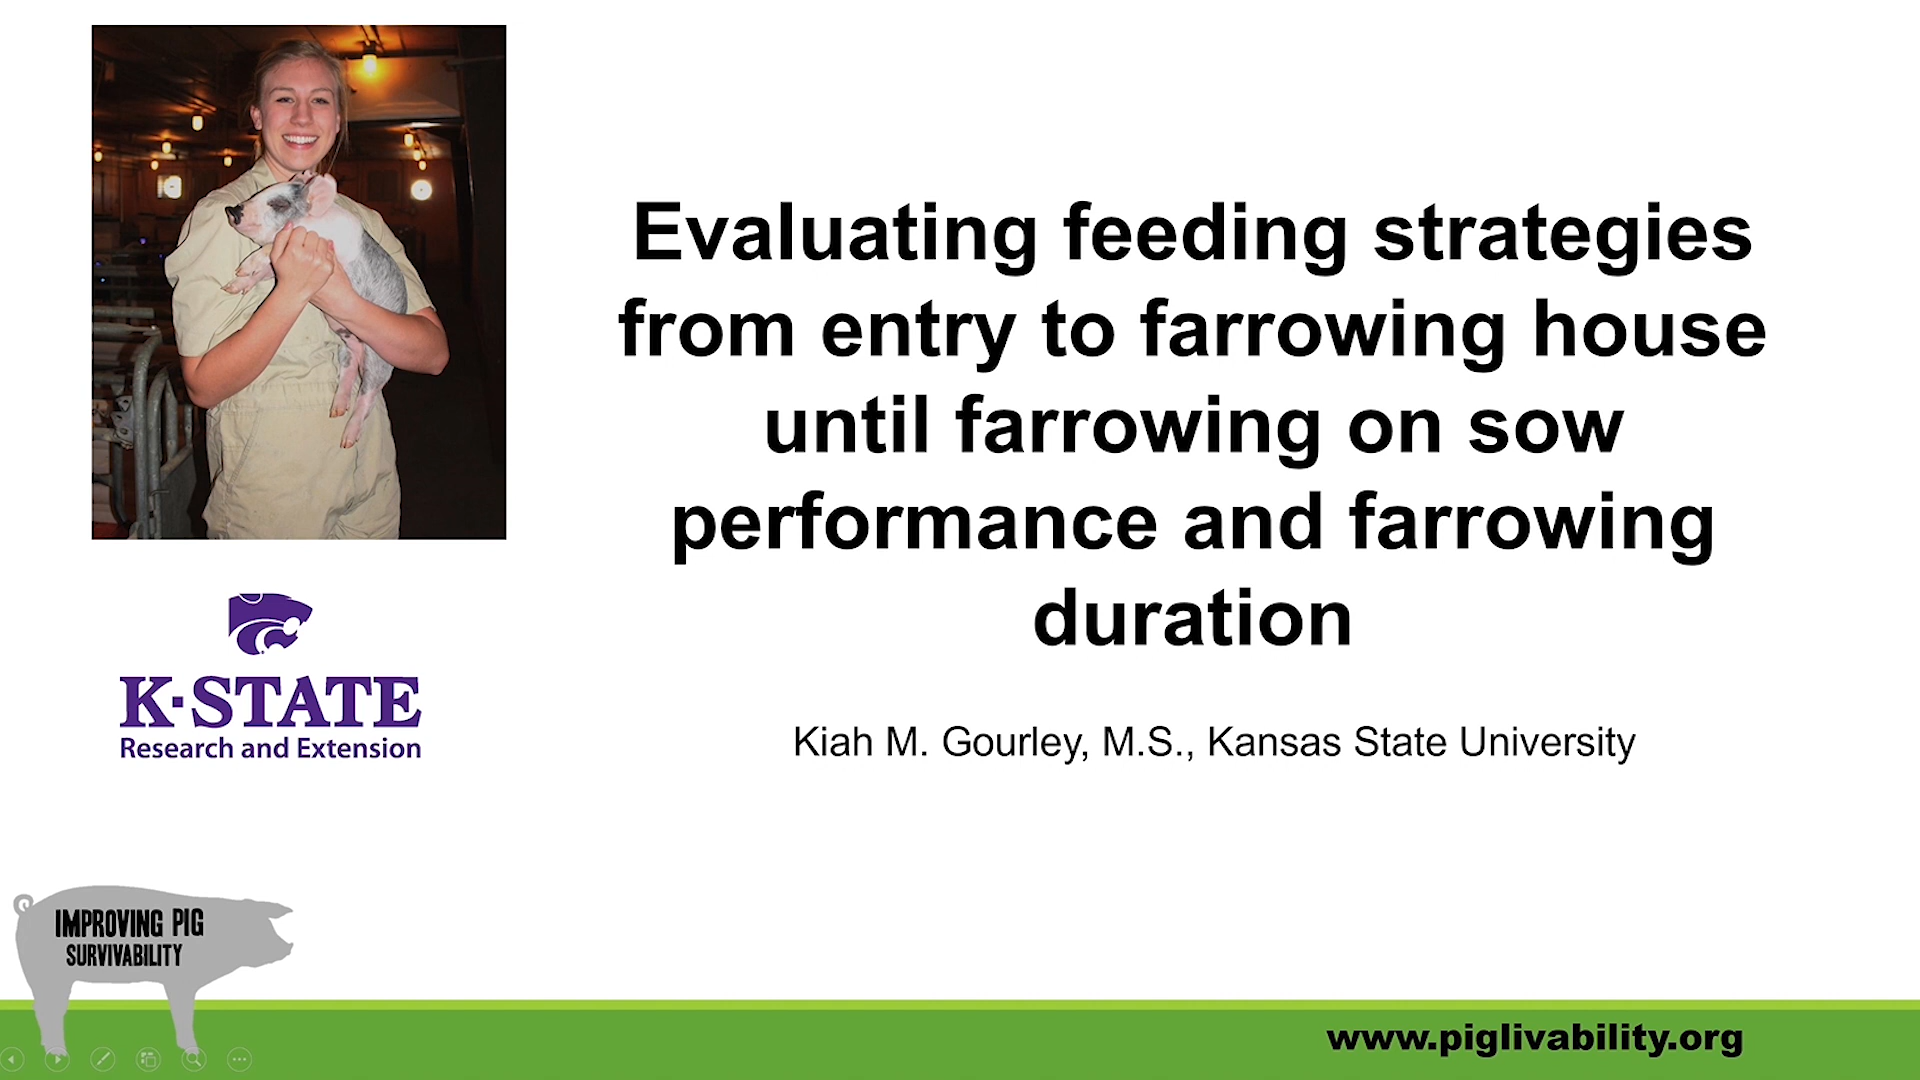 Evaluating feeding strategies
from entry to farrowing house
until farrowing on sow
performance and farrowing
duration
Kiah M. Gourley, M.S., Kansas State University
K-STATE
Research and Extension
IMPROVING PIG
SURVIVABILITY
www.piglivability.org